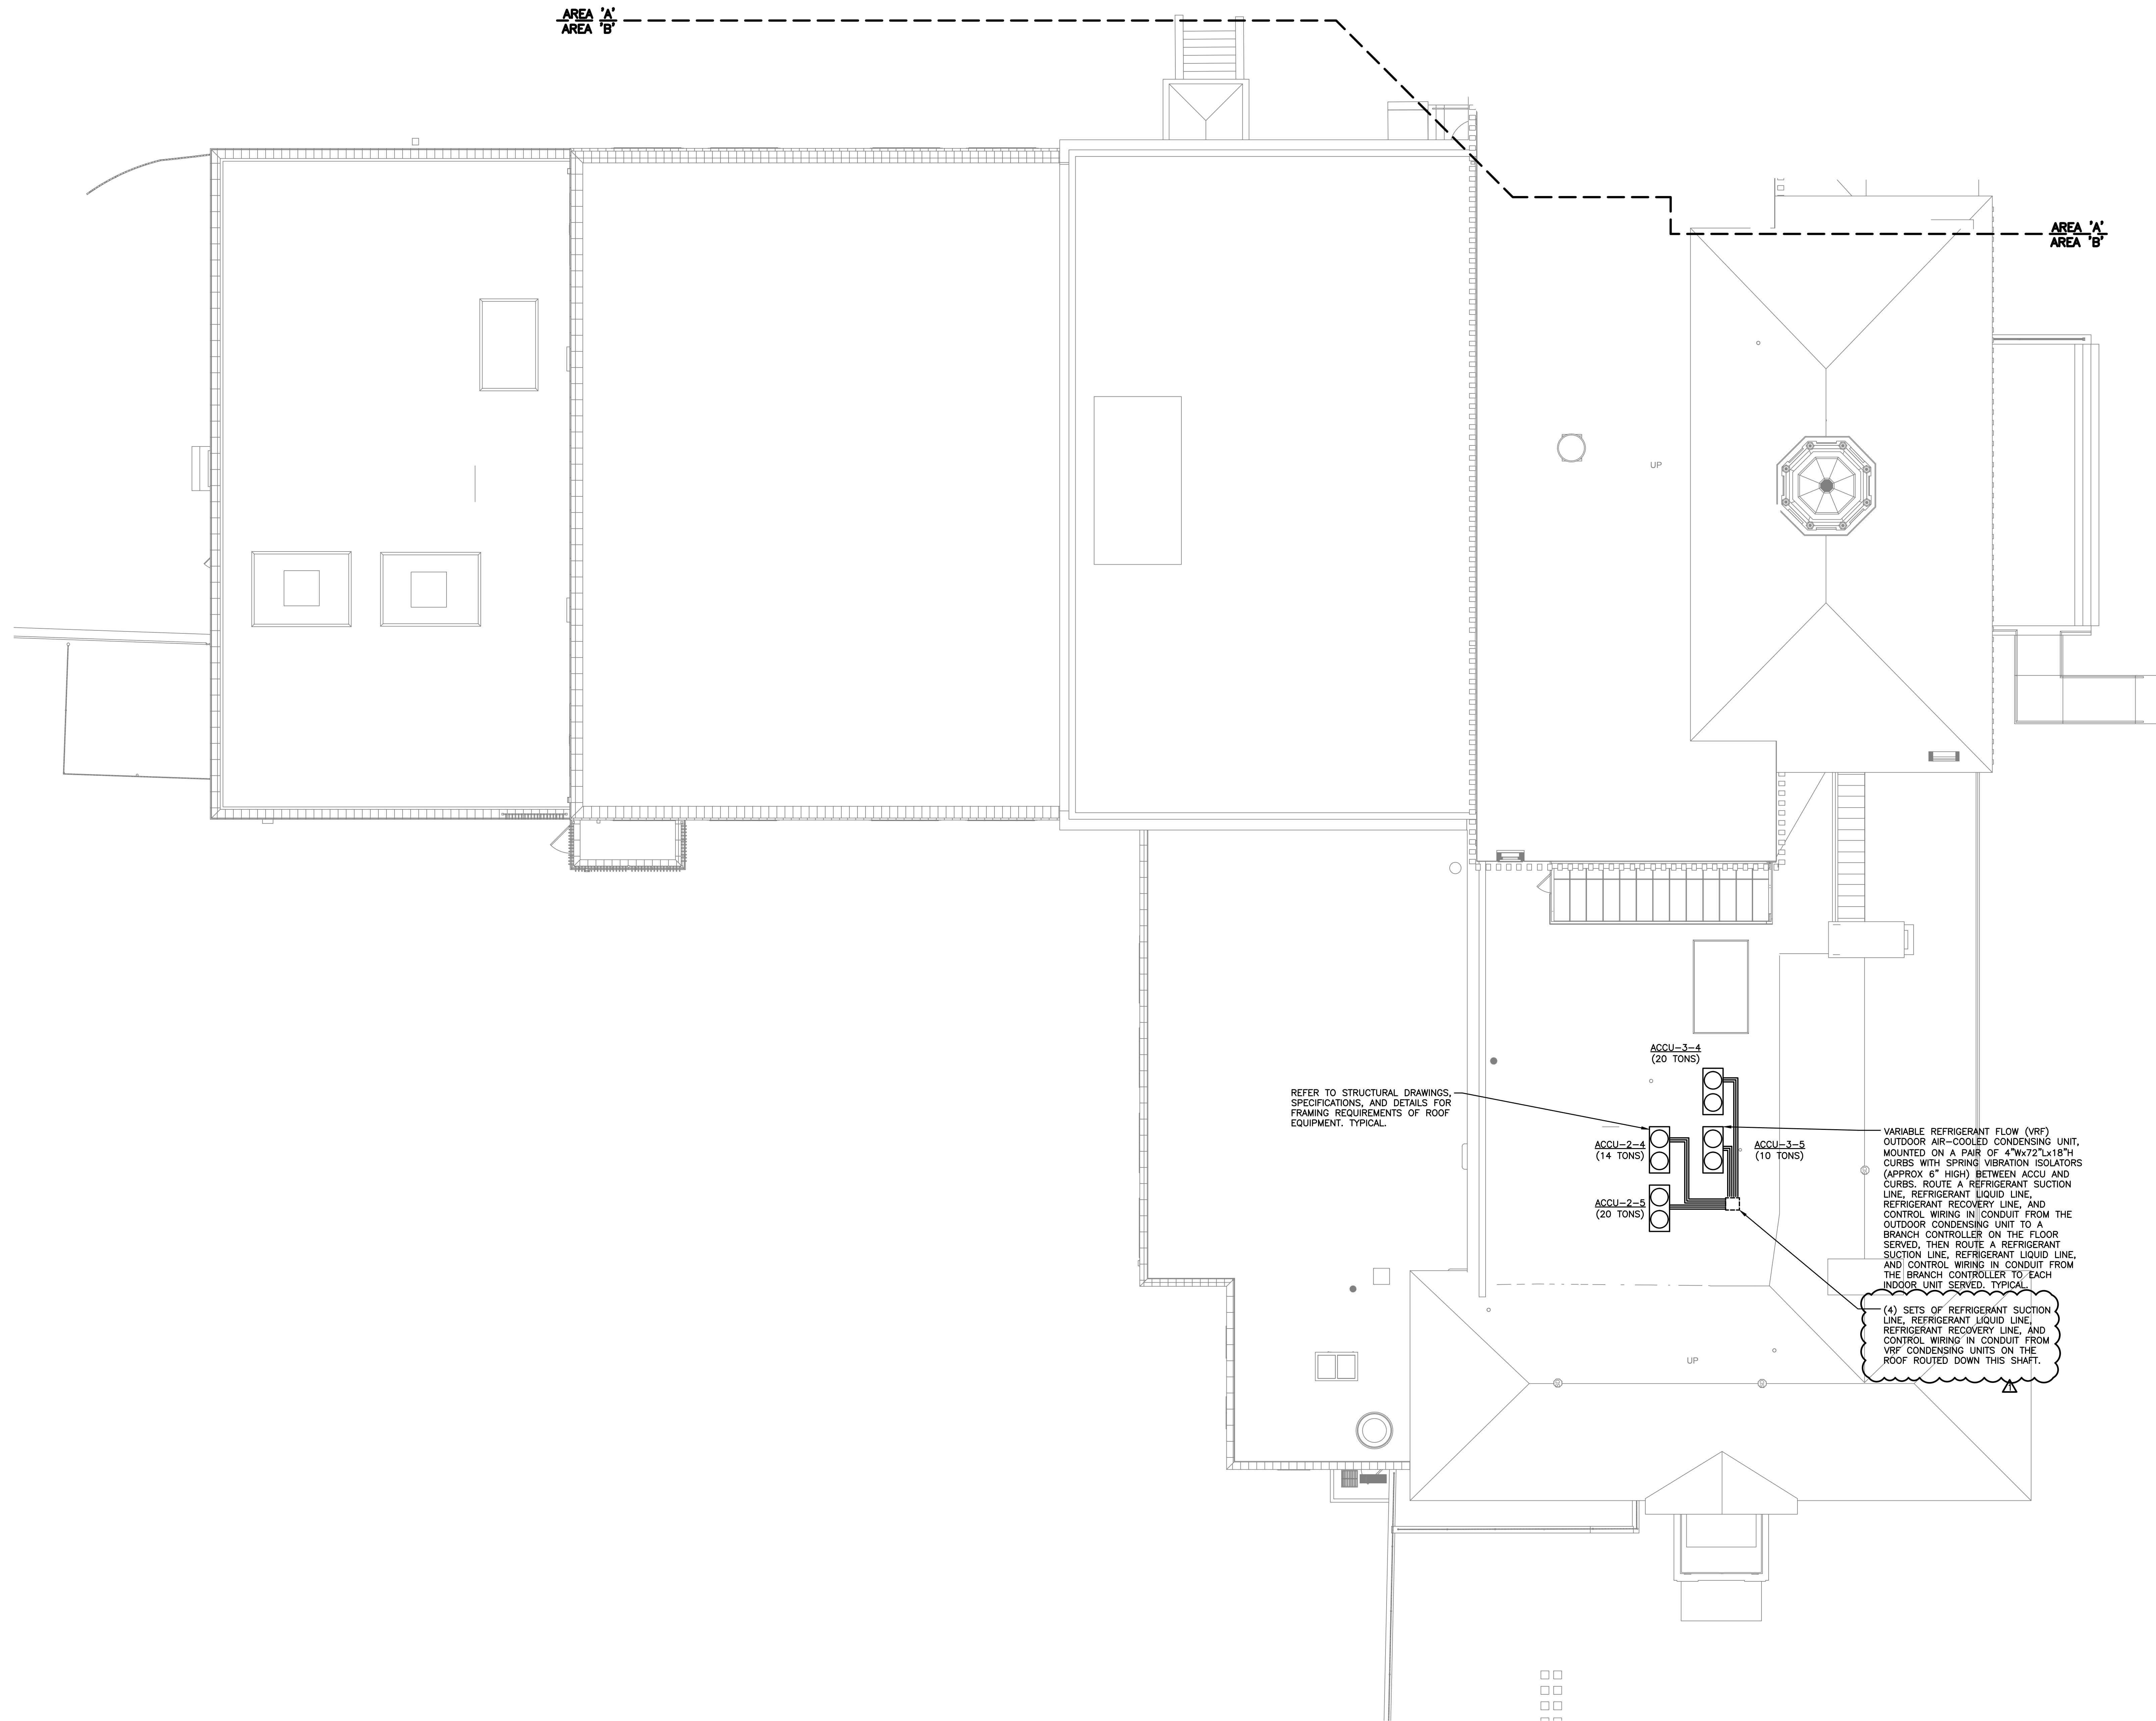 AREA 'A'
AREA 'B'
AREA 'A'
AREA 'B'
UP
ACCU-3-4
(20 TONS)
REFER TO STRUCTURAL DRAWINGS,
SPECIFICATIONS, AND DETAILS FOR
FRAMING REQUIREMENTS OF ROOF
EQUIPMENT. TYPICAL.
ACCU-2-4
(14 TONS)
ACCU-3-5
(10 TONS)
ACCU-2-5
(20 TONS)
VARIABLE REFRIGERANT FLOW (VRF)
OUTDOOR AIR-COOLED CONDENSING UNIT,
MOUNTED ON A PAIR OF 4"Wx72"Lx18"H
CURBS WITH SPRING VIBRATION ISOLATORS
(APPROX 6" HIGH) BETWEEN ACCU AND
CURBS. ROUTE A REFRIGERANT SUCTION
LINE, REFRIGERANT LIQUID LINE,
REFRIGERANT RECOVERY LINE, AND
CONTROL WIRING IN CONDUIT FROM THE
OUTDOOR CONDENSING UNIT TO A
BRANCH CONTROLLER ON THE FLOOR
SERVED, THEN ROUTE A REFRIGERANT
SUCTION LINE, REFRIGERANT LIQUID LINE,
AND CONTROL WIRING IN CONDUIT FROM
THE BRANCH CONTROLLER TO EACH
INDOOR UNIT SERVED. TYPICAL.
(4) SETS OF REFRIGERANT SUCTION
LINE, REFRIGERANT LIQUID LINE,
REFRIGERANT RECOVERY LINE, AND
CONTROL WIRING IN CONDUIT FROM
VRF CONDENSING UNITS ON THE
ROOF ROUTED DOWN THIS SHAFT.
1
UP